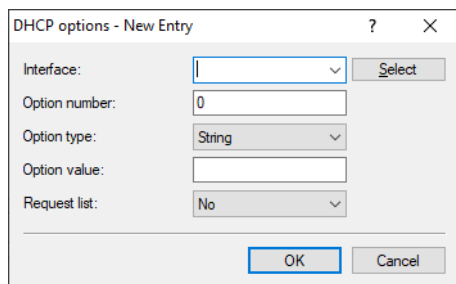 DHCP options - New Entry ? ×
Interface: Select
Option number: 0
Option type: String
Option value:
Request list: No
OK Cancel